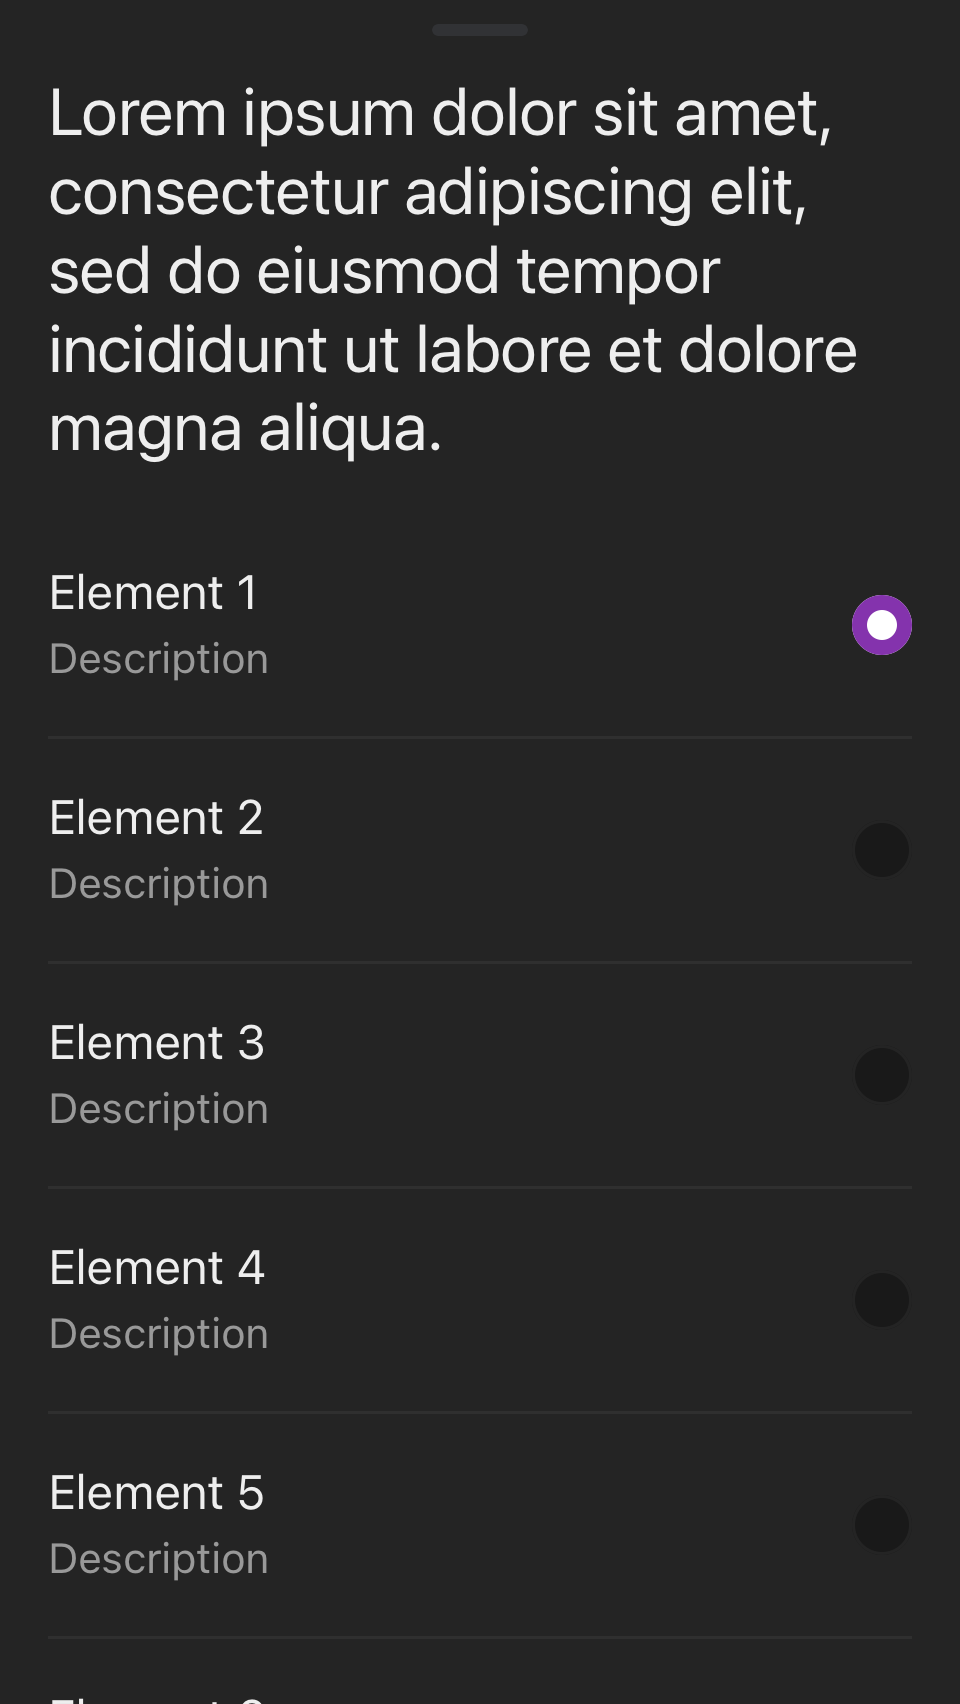 Lorem ipsum dolor sit amet,
consectetur adipiscing elit,
sed do eiusmod tempor
incididunt ut labore et dolore
magna aliqua.
Element 1
Description
Element 2
Description
Element 3
Description
Element 4
Description
Element 5
Description